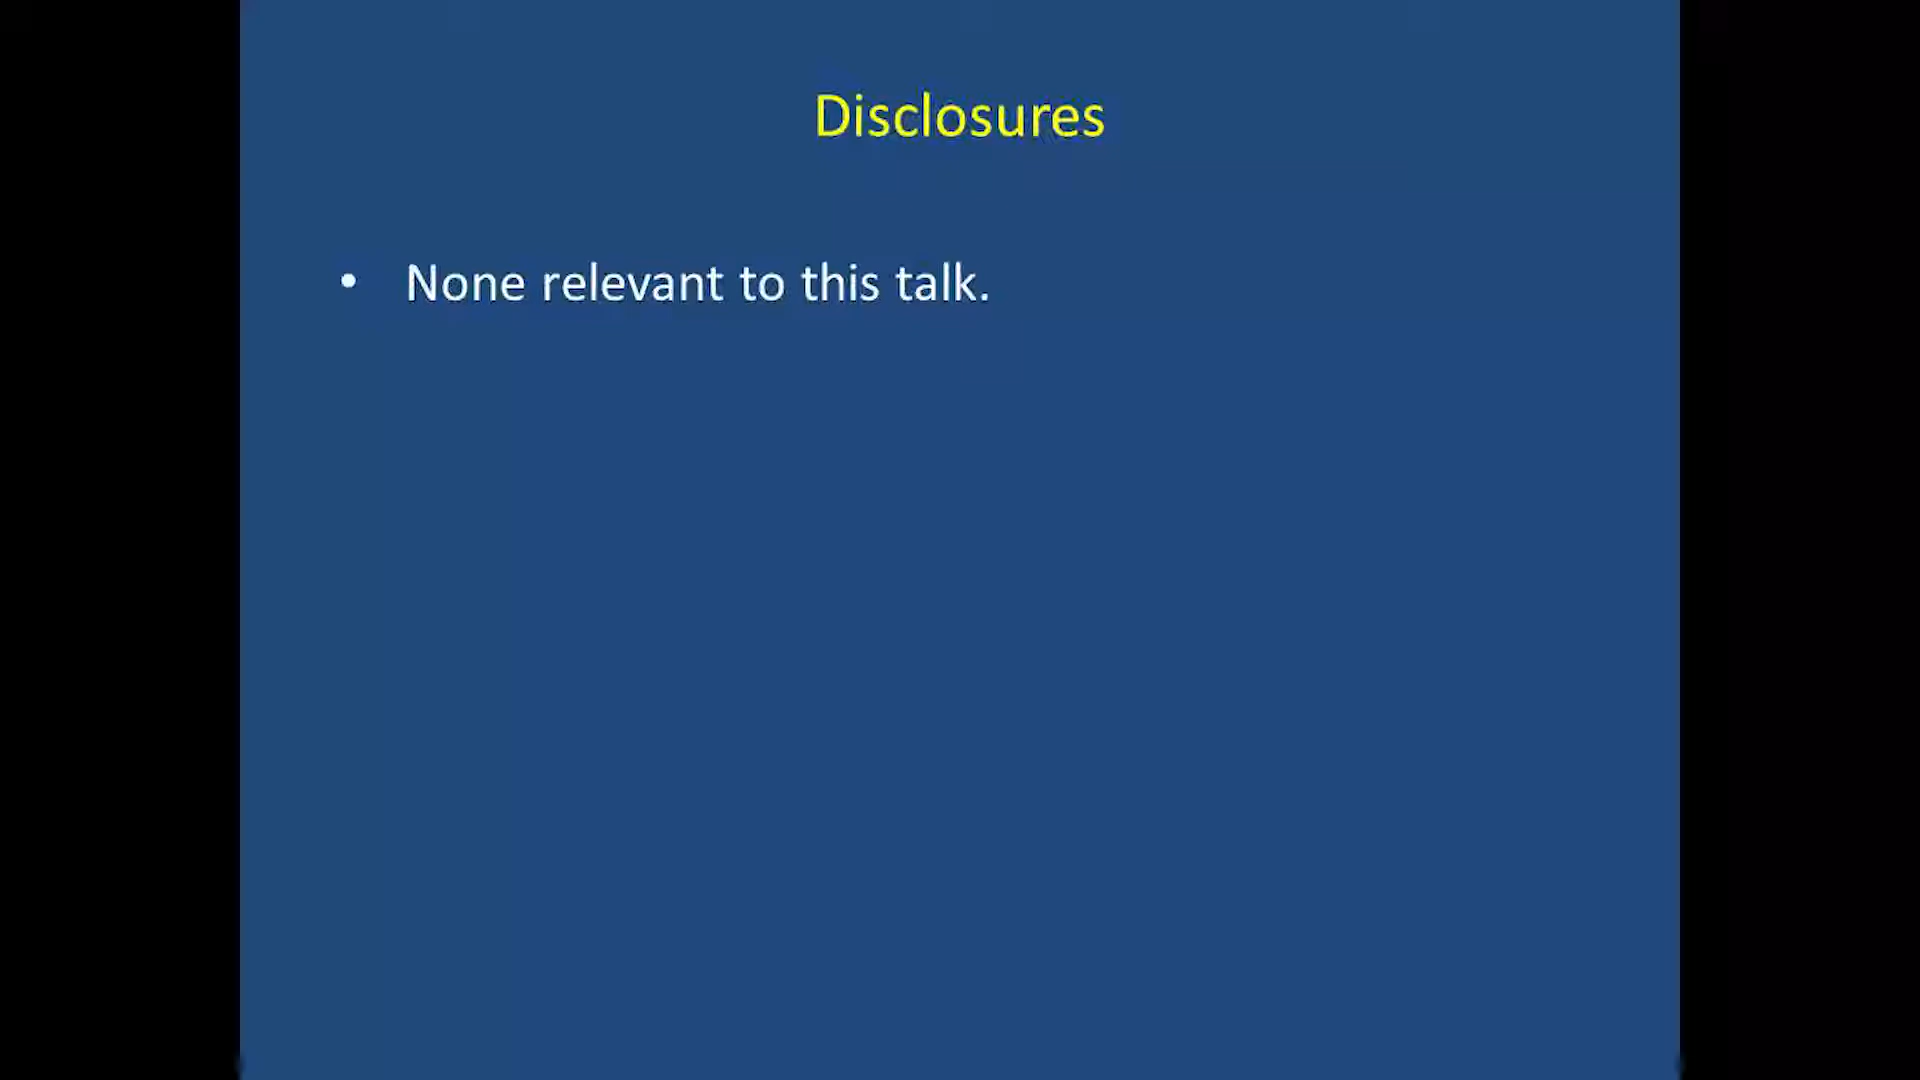 Disclosures
• None relevant to this talk.